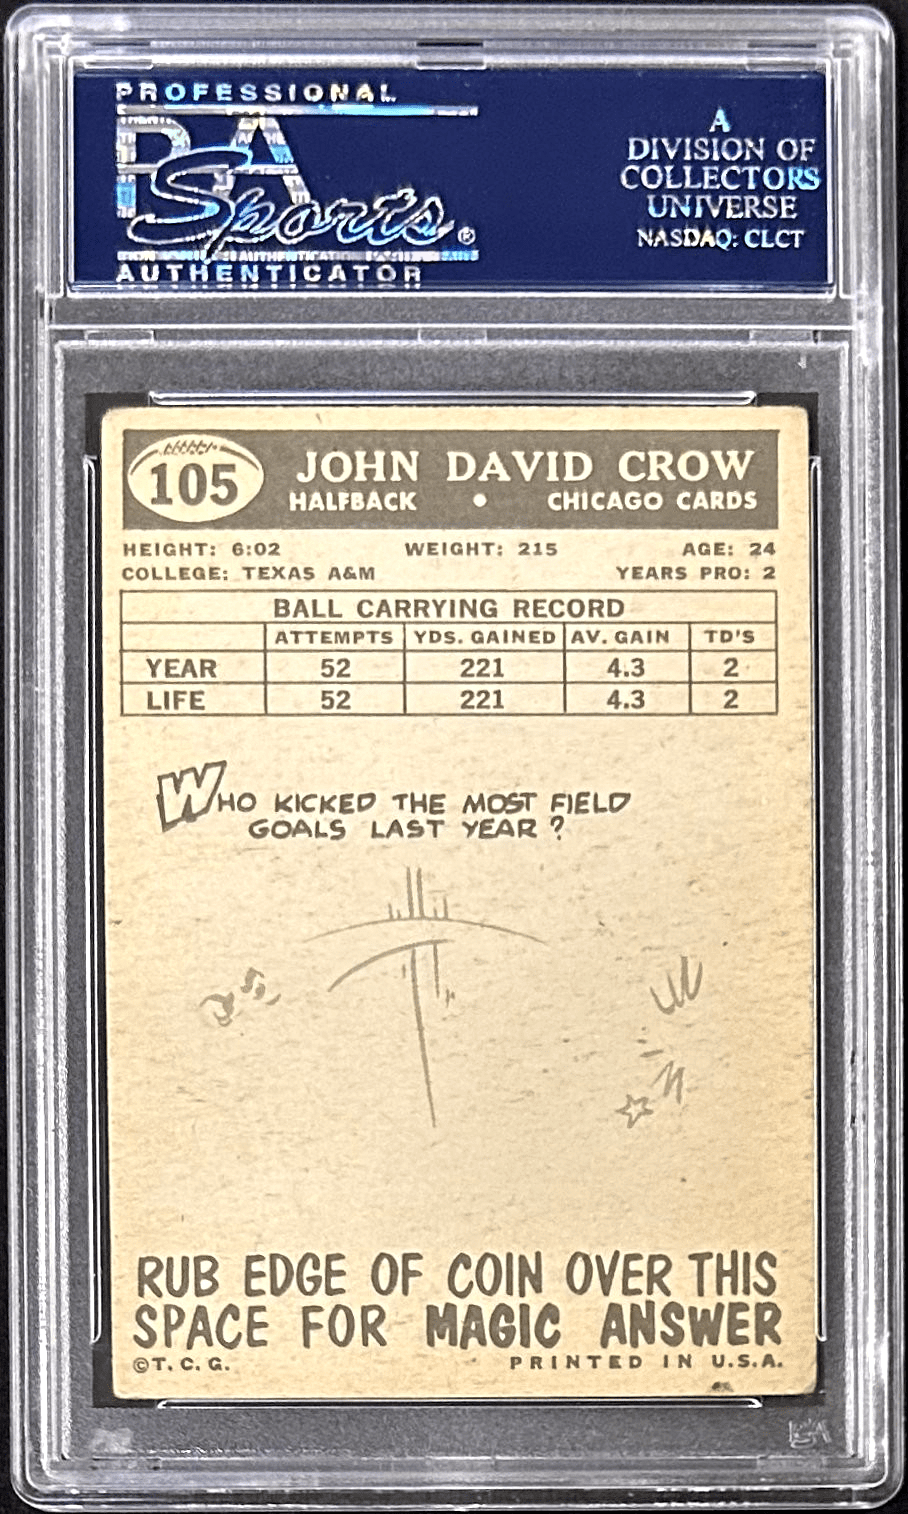 PROFESSIONAL
PSA
Sports®
AUTHENTICATOR
A
DIVISION OF
COLLECTORS
UNIVERSE
NASDAQ: CLCT
105
JOHN DAVID CROW
HALFBACK • CHICAGO CARDS
HEIGHT: 6:02 WEIGHT: 215 AGE: 24
COLLEGE: TEXAS A&M YEARS PRO: 2
BALL CARRYING RECORD
ATTEMPTS YDS. GAINED AV. GAIN TD'S
YEAR 52 221 4.3 2
LIFE 52 221 4.3 2
WHO KICKED THE MOST FIELD
GOALS LAST YEAR?
RUB EDGE OF COIN OVER THIS
SPACE FOR MAGIC ANSWER
©T. C. G. PRINTED IN U.S.A.